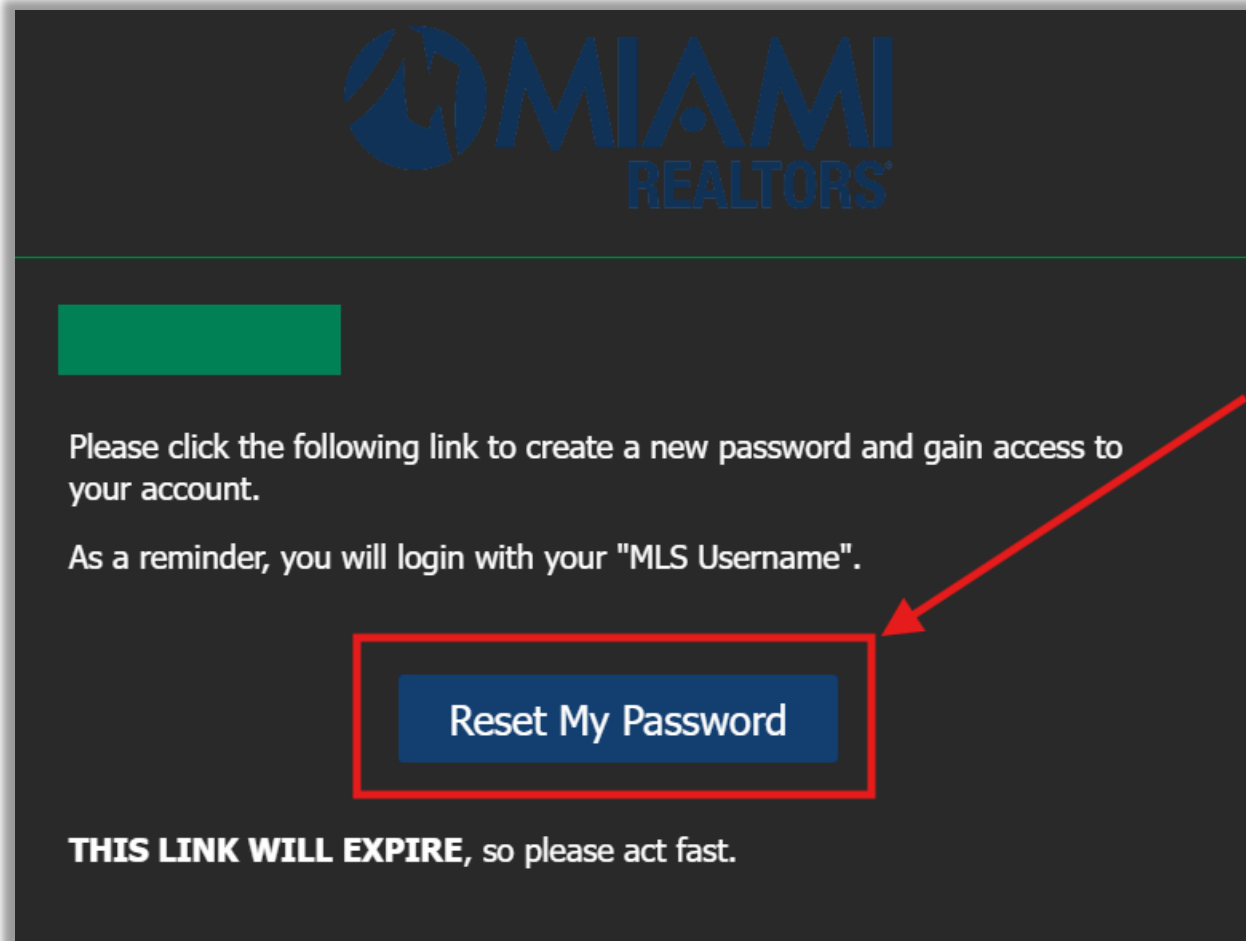 MIAMI
REALTORS®
Please click the following link to create a new password and gain access to
your account.
As a reminder, you will login with your "MLS Username".
Reset My Password
THIS LINK WILL EXPIRE, so please act fast.